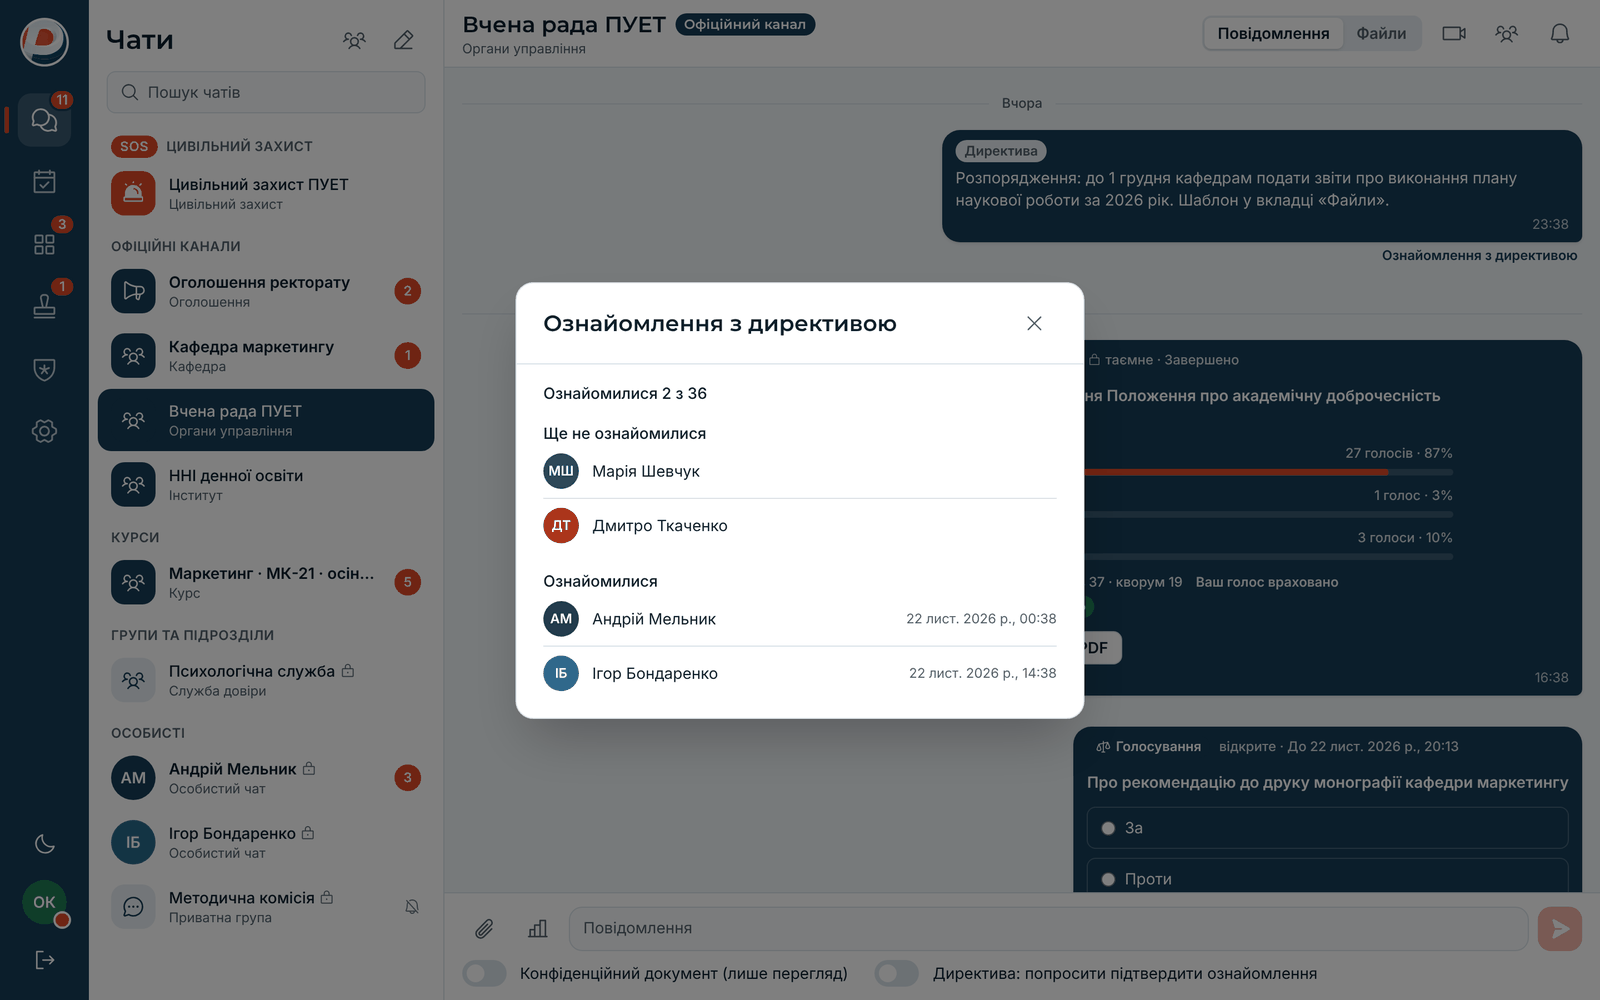 Чати
Пошук чатів
SOS ЦИВІЛЬНИЙ ЗАХИСТ
Цивільний захист ПУЕТ
Цивільний захист
ОФІЦІЙНІ КАНАЛИ
Оголошення ректорату
Оголошення
2
Кафедра маркетингу
Кафедра
1
Вчена рада ПУЕТ
Органи управління
ННІ денної освіти
Інститут
КУРСИ
Маркетинг · МК-21 · осін...
Курс
5
ГРУПИ ТА ПІДРОЗДІЛИ
Психологічна служба
Служба довіри
ОСОБИСТІ
АМ
Андрій Мельник
Особистий чат
3
ІБ
Ігор Бондаренко
Особистий чат
Методична комісія
Приватна група
11
3
1
ОК
Вчена рада ПУЕТ Офіційний канал
Органи управління
Повідомлення Файли
Вчора
Директива
Розпорядження: до 1 грудня кафедрам подати звіти про виконання плану
наукової роботи за 2026 рік. Шаблон у вкладці «Файли».
23:38
Ознайомлення з директивою
таємне · Завершено
ня Положення про академічну доброчесність
27 голосів · 87%
1 голос · 3%
3 голоси · 10%
37 · кворум 19 Ваш голос враховано
PDF
16:38
Голосування відкрите · До 22 лист. 2026 р., 20:13
Про рекомендацію до друку монографії кафедри маркетингу
За
Проти
Повідомлення
Конфіденційний документ (лише перегляд)
Директива: попросити підтвердити ознайомлення
Ознайомлення з директивою
Ознайомилися 2 з 36
Ще не ознайомилися
МШ Марія Шевчук
ДТ Дмитро Ткаченко
Ознайомилися
АМ Андрій Мельник 22 лист. 2026 р., 00:38
ІБ Ігор Бондаренко 22 лист. 2026 р., 14:38